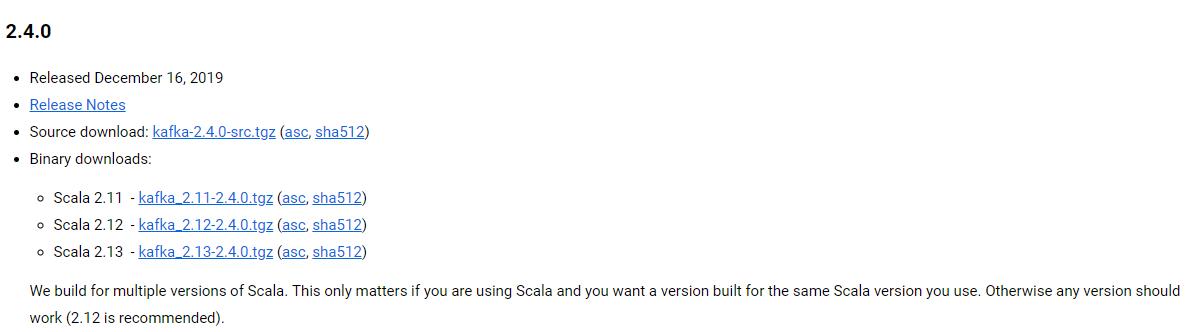 2.4.0
Released December 16, 2019
Release Notes
Source download: kafka-2.4.0-src.tgz (asc, sha512)
Binary downloads:
Scala 2.11 - kafka_2.11-2.4.0.tgz (asc, sha512)
Scala 2.12 - kafka_2.12-2.4.0.tgz (asc, sha512)
Scala 2.13 - kafka_2.13-2.4.0.tgz (asc, sha512)
We build for multiple versions of Scala. This only matters if you are using Scala and you want a version built for the same Scala version you use. Otherwise any version should
work (2.12 is recommended).